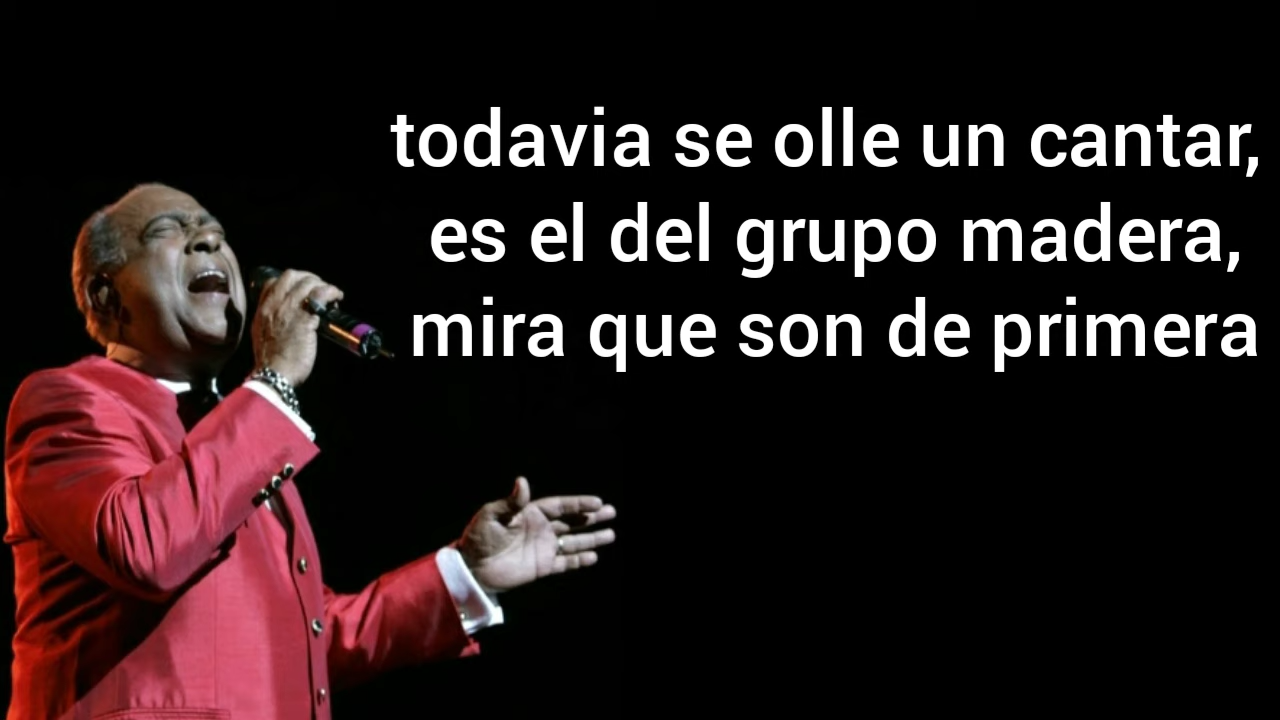 todavia se olle un cantar,
es el del grupo madera,
mira que son de primera